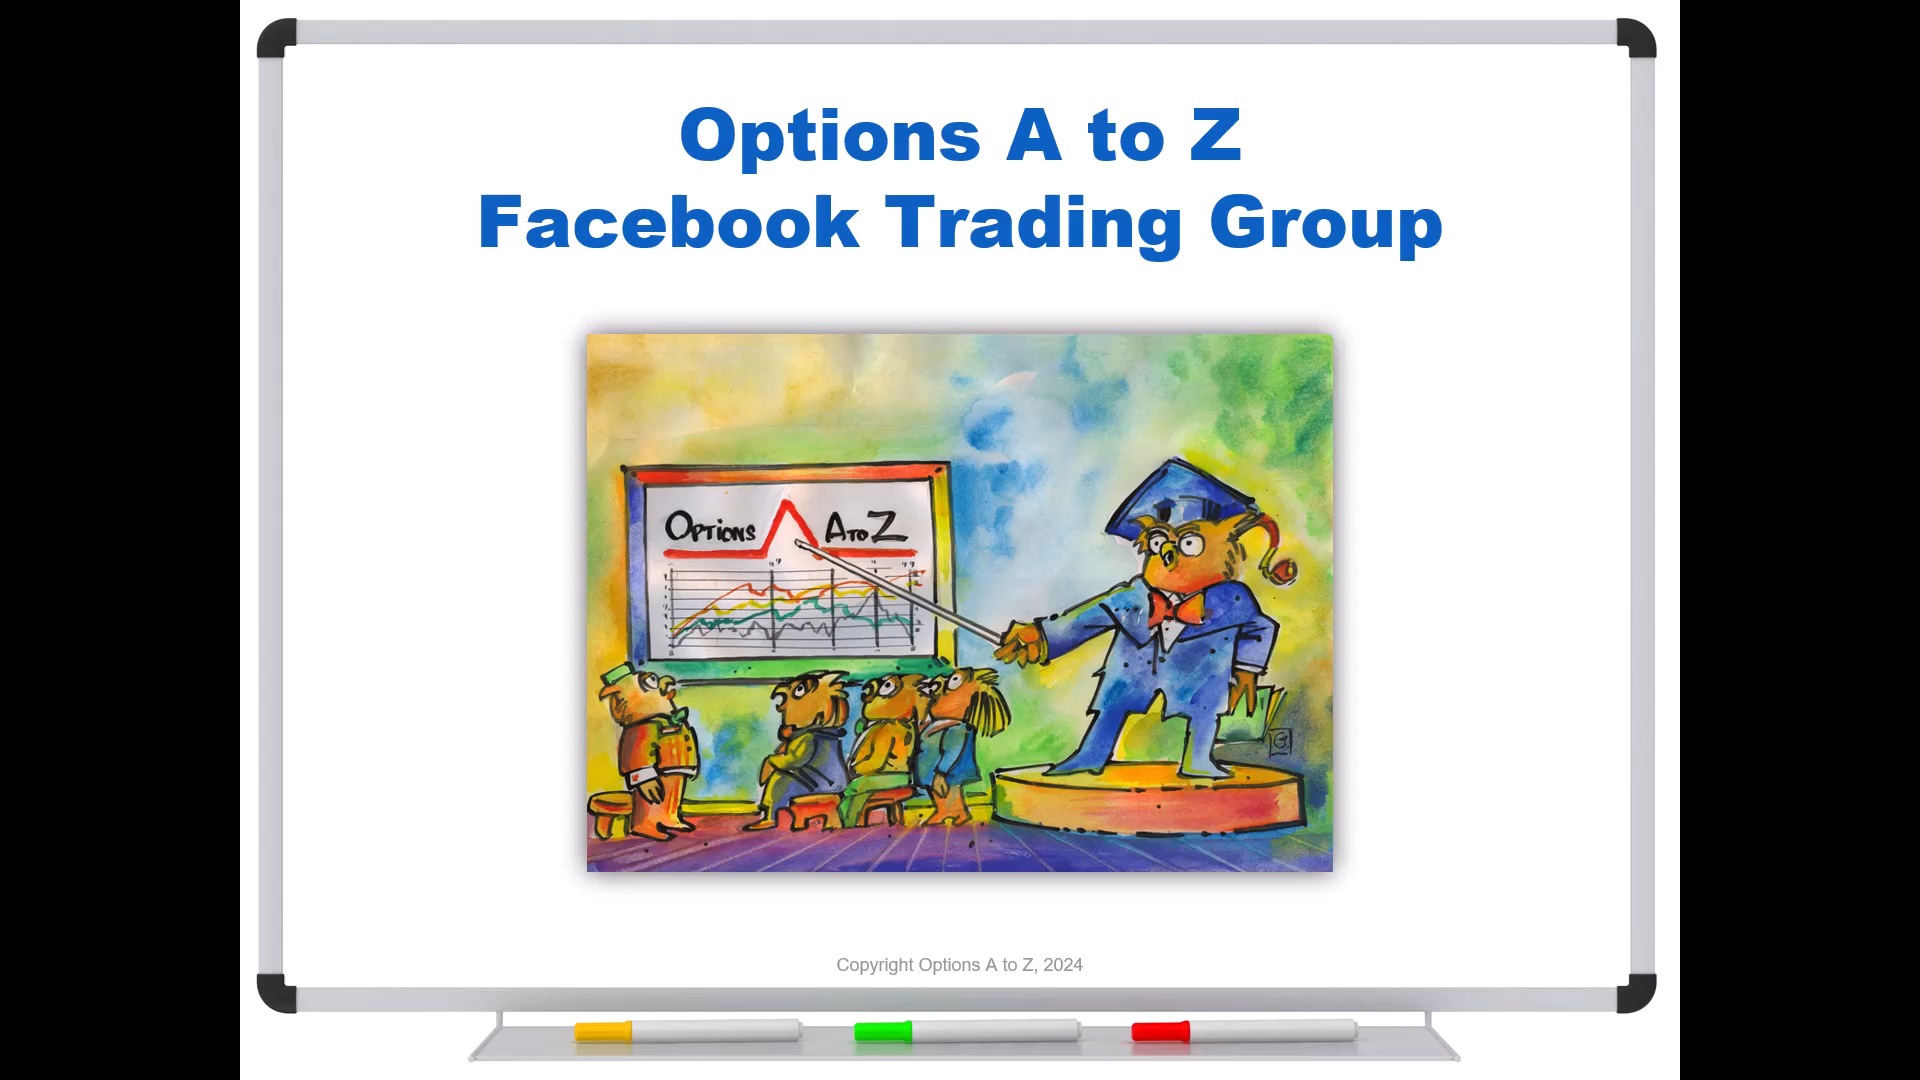 Options A to Z
Facebook Trading Group
OPTIONS A TO Z
G
Copyright Options A to Z, 2024